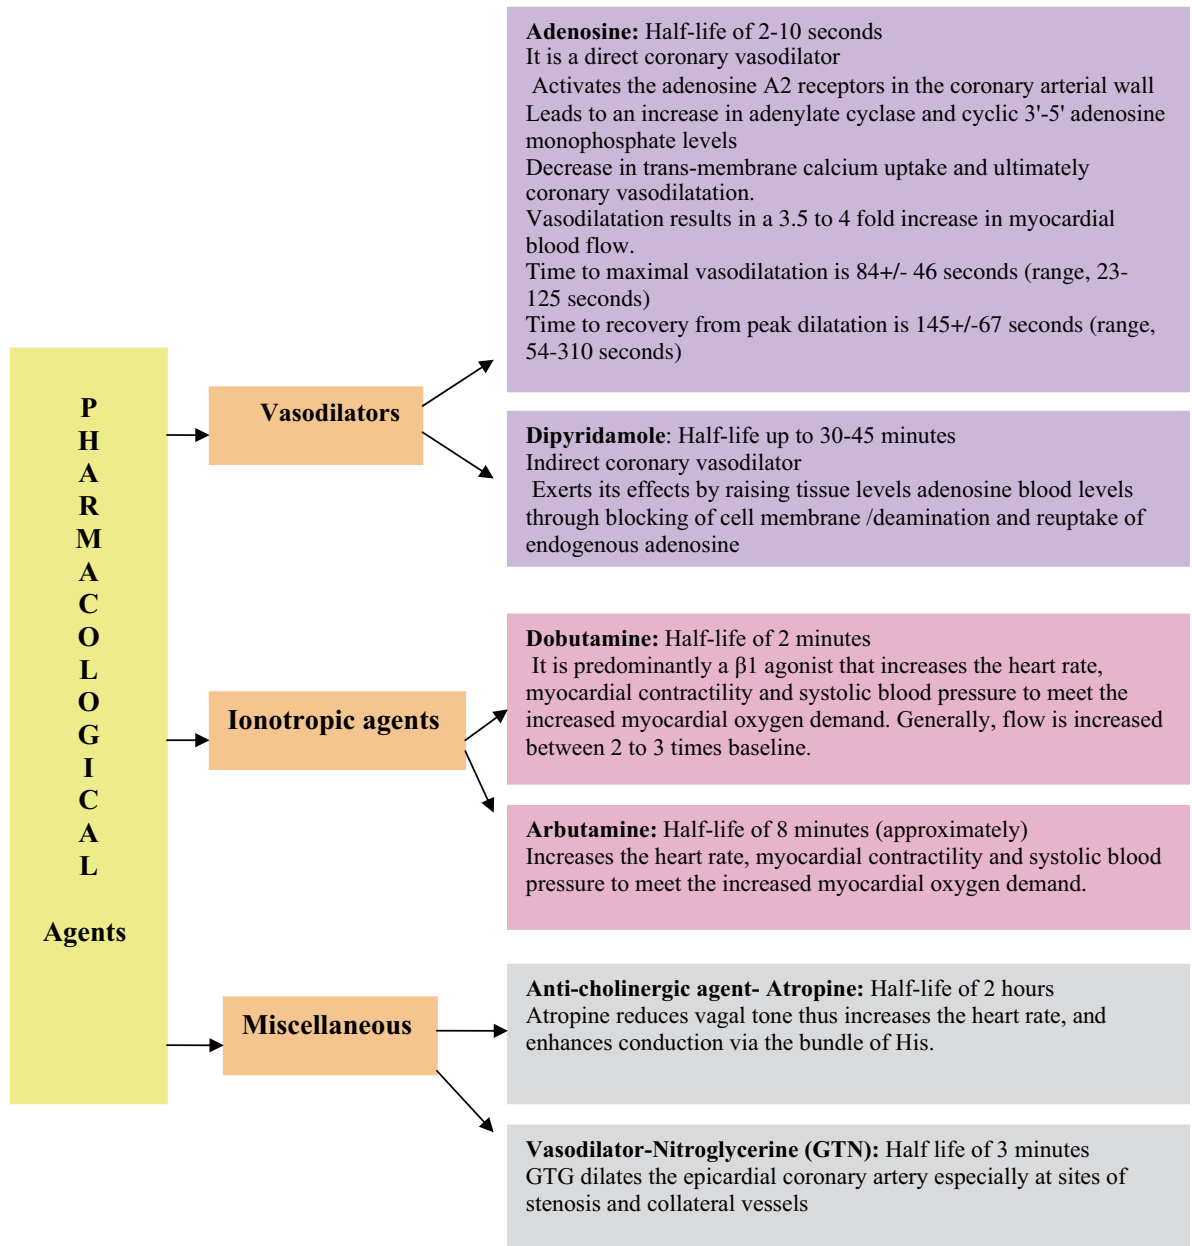 PHARMACOLOGICAL
Agents
Vasodilators
Adenosine: Half-life of 2-10 seconds
It is a direct coronary vasodilator
Activates the adenosine A2 receptors in the coronary arterial wall
Leads to an increase in adenylate cyclase and cyclic 3'-5' adenosine
monophosphate levels
Decrease in trans-membrane calcium uptake and ultimately
coronary vasodilatation.
Vasodilatation results in a 3.5 to 4 fold increase in myocardial
blood flow.
Time to maximal vasodilatation is 84+/- 46 seconds (range, 23-
125 seconds)
Time to recovery from peak dilatation is 145+/-67 seconds (range,
54-310 seconds)
Dipyridamole: Half-life up to 30-45 minutes
Indirect coronary vasodilator
Exerts its effects by raising tissue levels adenosine blood levels
through blocking of cell membrane /deamination and reuptake of
endogenous adenosine
Ionotropic agents
Dobutamine: Half-life of 2 minutes
It is predominantly a β1 agonist that increases the heart rate,
myocardial contractility and systolic blood pressure to meet the
increased myocardial oxygen demand. Generally, flow is increased
between 2 to 3 times baseline.
Arbutamine: Half-life of 8 minutes (approximately)
Increases the heart rate, myocardial contractility and systolic blood
pressure to meet the increased myocardial oxygen demand.
Miscellaneous
Anti-cholinergic agent- Atropine: Half-life of 2 hours
Atropine reduces vagal tone thus increases the heart rate, and
enhances conduction via the bundle of His.
Vasodilator-Nitroglycerine (GTN): Half life of 3 minutes
GTG dilates the epicardial coronary artery especially at sites of
stenosis and collateral vessels